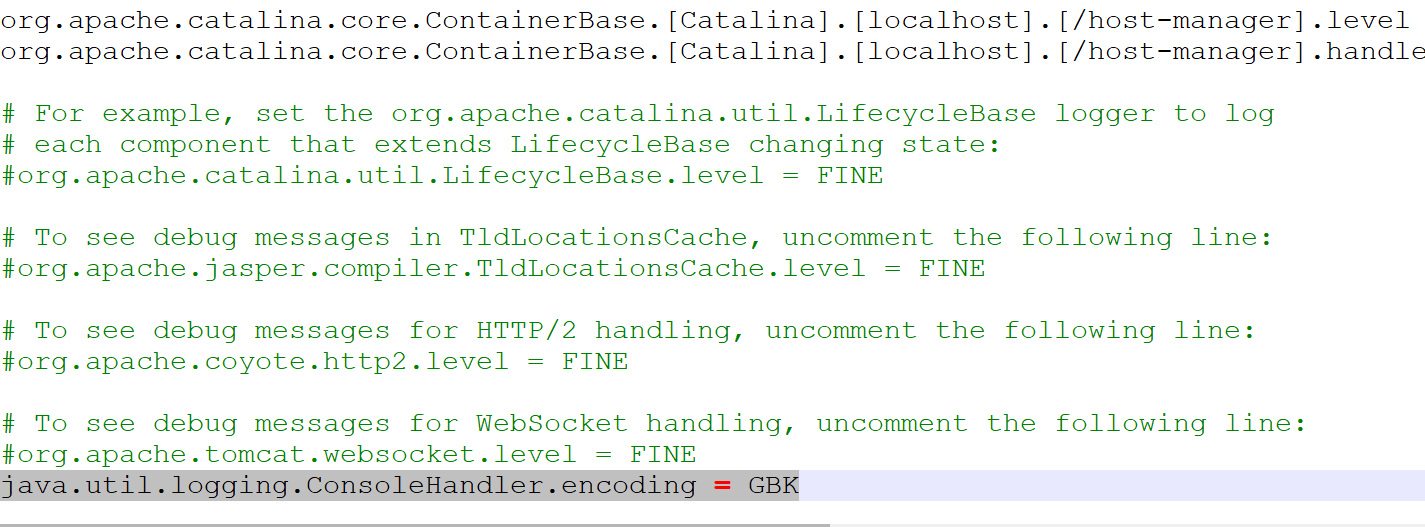 org.apache.catalina.core.ContainerBase.[Catalina].[localhost].[/host-manager].level
org.apache.catalina.core.ContainerBase.[Catalina].[localhost].[/host-manager].handle
# For example, set the org.apache.catalina.util.LifecycleBase logger to log
# each component that extends LifecycleBase changing state:
#org.apache.catalina.util.LifecycleBase.level = FINE
# To see debug messages in TldLocationsCache, uncomment the following line:
#org.apache.jasper.compiler.TldLocationsCache.level = FINE
# To see debug messages for HTTP/2 handling, uncomment the following line:
#org.apache.coyote.http2.level = FINE
# To see debug messages for WebSocket handling, uncomment the following line:
#org.apache.tomcat.websocket.level = FINE
java.util.logging.ConsoleHandler.encoding = GBK